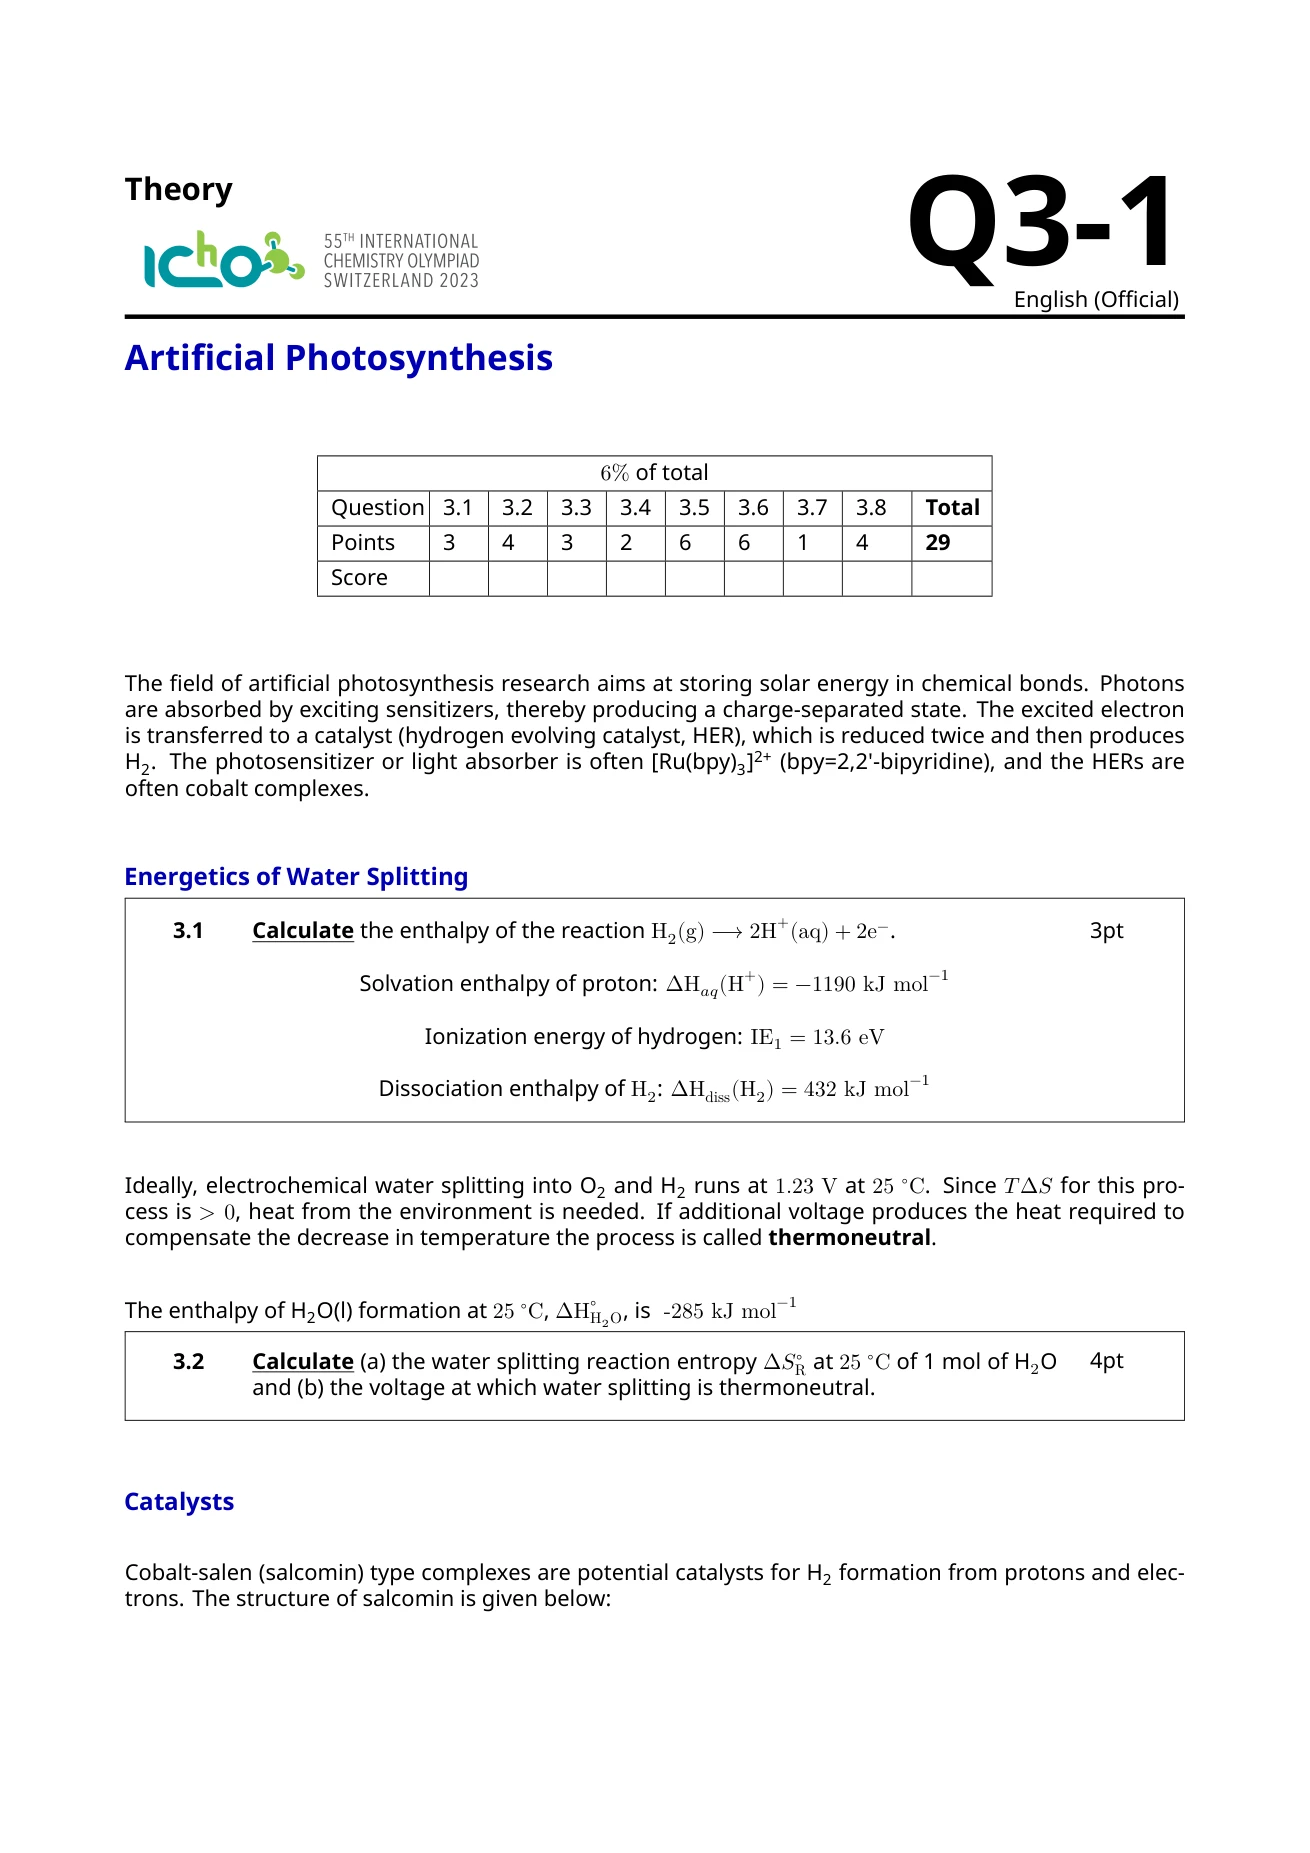 Theory
IChO
55TH INTERNATIONAL
CHEMISTRY OLYMPIAD
SWITZERLAND 2023
Q3-1
English (Official)
Artificial Photosynthesis
6% of total
Question 3.1 3.2 3.3 3.4 3.5 3.6 3.7 3.8 Total
Points 3 4 3 2 6 6 1 4 29
Score
The field of artificial photosynthesis research aims at storing solar energy in chemical bonds. Photons
are absorbed by exciting sensitizers, thereby producing a charge-separated state. The excited electron
is transferred to a catalyst (hydrogen evolving catalyst, HER), which is reduced twice and then produces
H₂. The photosensitizer or light absorber is often [Ru(bpy)₃]²⁺ (bpy=2,2'-bipyridine), and the HERs are
often cobalt complexes.
Energetics of Water Splitting
3.1 Calculate the enthalpy of the reaction H₂(g) ⟶ 2H⁺(aq) + 2e⁻. 3pt
Solvation enthalpy of proton: ΔH_aq(H⁺) = −1190 kJ mol⁻¹
Ionization energy of hydrogen: IE₁ = 13.6 eV
Dissociation enthalpy of H₂: ΔH_diss(H₂) = 432 kJ mol⁻¹
Ideally, electrochemical water splitting into O₂ and H₂ runs at 1.23 V at 25 °C. Since TΔS for this pro-
cess is > 0, heat from the environment is needed. If additional voltage produces the heat required to
compensate the decrease in temperature the process is called thermoneutral.
The enthalpy of H₂O(l) formation at 25 °C, ΔH°_H₂O, is -285 kJ mol⁻¹
3.2 Calculate (a) the water splitting reaction entropy ΔS°_R at 25 °C of 1 mol of H₂O 4pt
and (b) the voltage at which water splitting is thermoneutral.
Catalysts
Cobalt-salen (salcomin) type complexes are potential catalysts for H₂ formation from protons and elec-
trons. The structure of salcomin is given below: